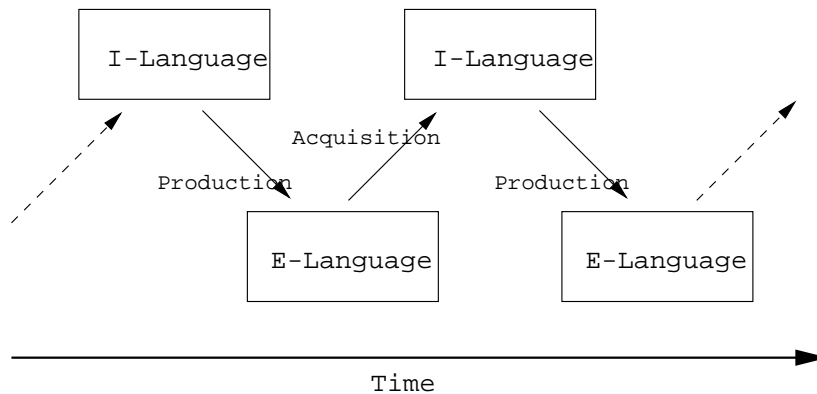 I-Language
I-Language
Acquisition
Production
Production
E-Language
E-Language
Time